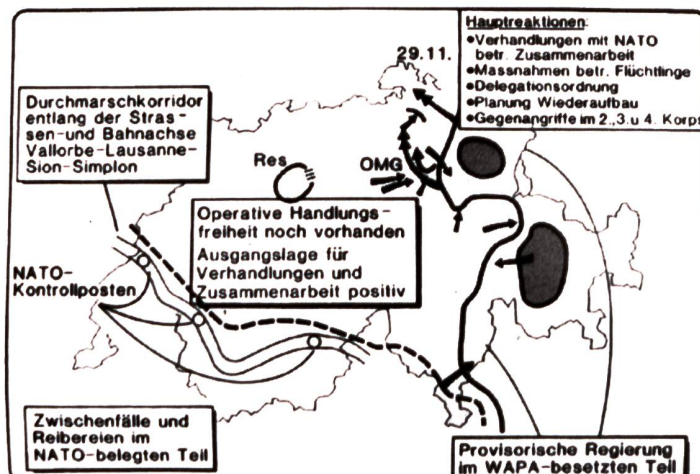 29.11.
Hauptreaktionen:
•Verhandlungen mit NATO
betr. Zusammenarbeit
•Massnahmen betr. Flüchtlinge
•Delegationsordnung
•Planung Wiederaufbau
•Gegenangriffe im 2.,3.u 4. Korps
Durchmarschkorridor
entlang der Stras-
sen-und Bahnachse
Vallorbe-Lausanne-
Sion-Simplon
Res
OMG
Operative Handlungs-
freiheit noch vorhanden
Ausgangslage für
Verhandlungen und
Zusammenarbeit positiv
NATO-
Kontrollposten
Zwischenfälle und
Reibereien im
NATO-belegten Teil
Provisorische Regierung
im WAPA-besetzten Teil